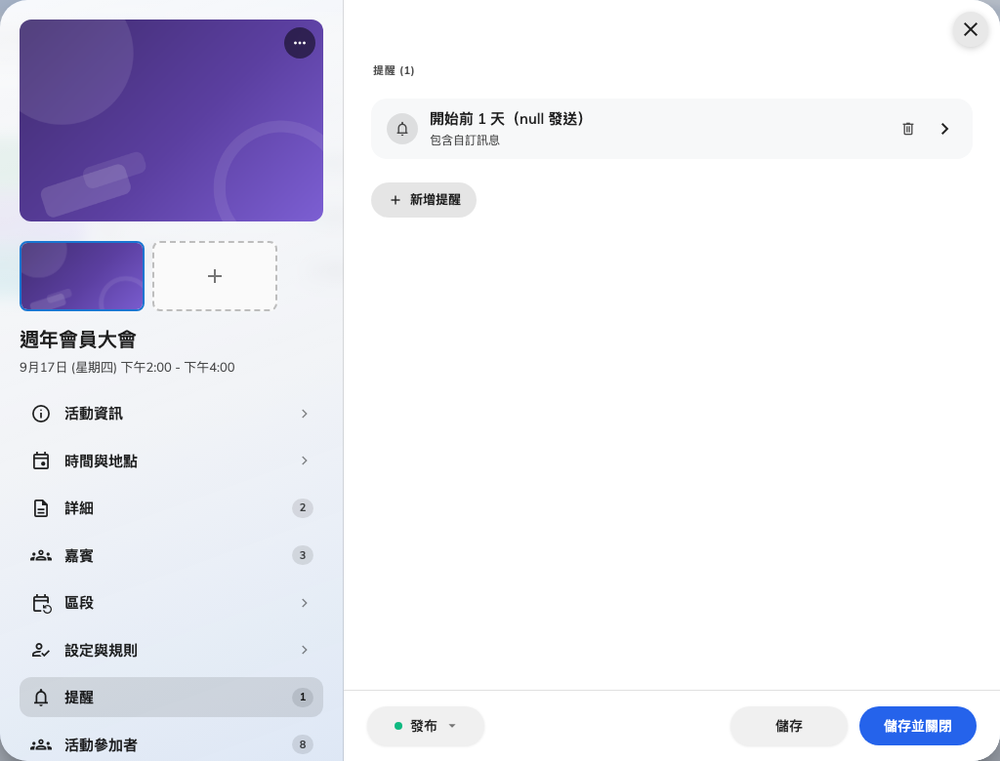 週年會員大會
9月17日 (星期四) 下午2:00 - 下午4:00
活動資訊
時間與地點
詳細 2
嘉賓 3
區段
設定與規則
提醒 1
活動參加者 8
提醒 (1)
開始前 1 天（null 發送）
包含自訂訊息
新增提醒
發布
儲存
儲存並關閉